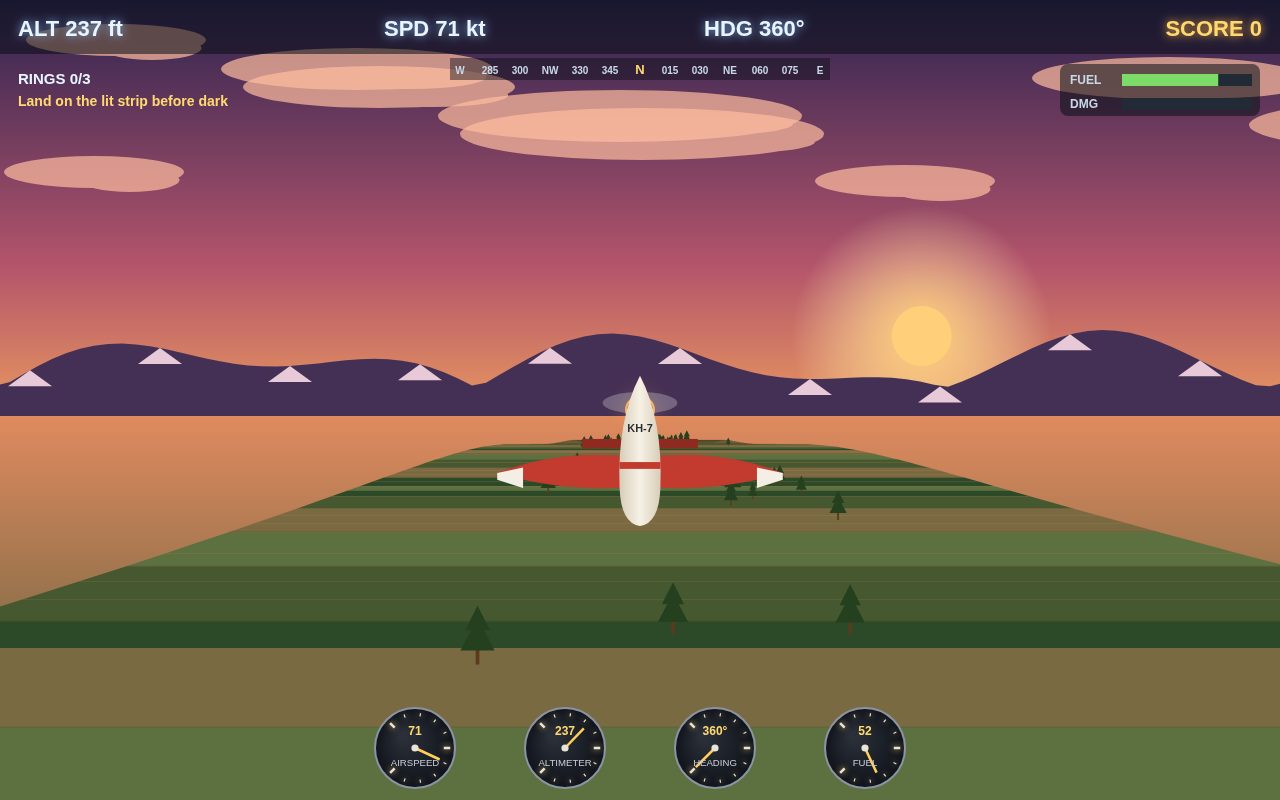 ALT 237 ft SPD 71 kt HDG 360° SCORE 0
RINGS 0/3
Land on the lit strip before dark
W 285 300 NW 330 345 N 015 030 NE 060 075 E
FUEL
DMG
KH-7
71
AIRSPEED
237
ALTIMETER
360°
HEADING
52
FUEL